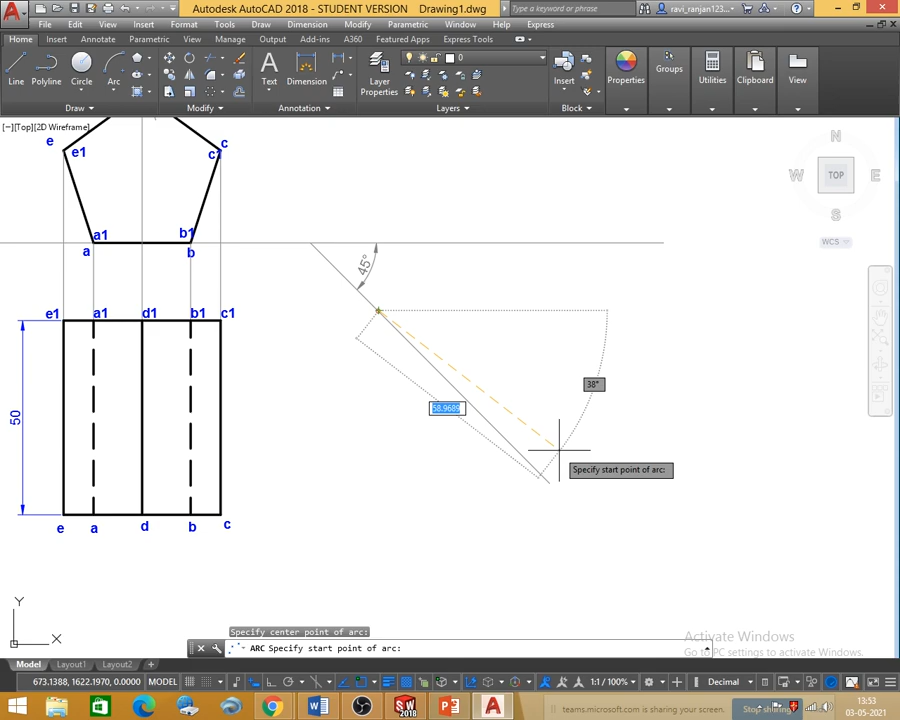 Autodesk AutoCAD 2018 - STUDENT VERSION Drawing1.dwg
Type a keyword or phrase
ravi_ranjan123...
File Edit View Insert Format Tools Draw Dimension Modify Parametric Window Help Express
Home Insert Annotate Parametric View Manage Output Add-ins A360 Featured Apps Express Tools
Line Polyline Circle Arc Text Dimension Layer Properties 0 Insert Properties Groups Utilities Clipboard View
Draw Modify Annotation Layers Block
[−][Top][2D Wireframe]
N
W TOP E
S
WCS
e c
e1 c1
a1 b1
a b
45°
e1 a1 d1 b1 c1
50
38°
58.9689
Specify start point of arc:
e a d b c
Y
X
Specify center point of arc:
ARC Specify start point of arc:
Activate Windows
Go to PC settings to activate Windows.
Model Layout1 Layout2 +
673.1388, 1622.1970, 0.0000 MODEL 1:1 / 100% Decimal
W SW 2018 P A
teams.microsoft.com is sharing your screen.
Stop sharing
13:53
03-05-2021